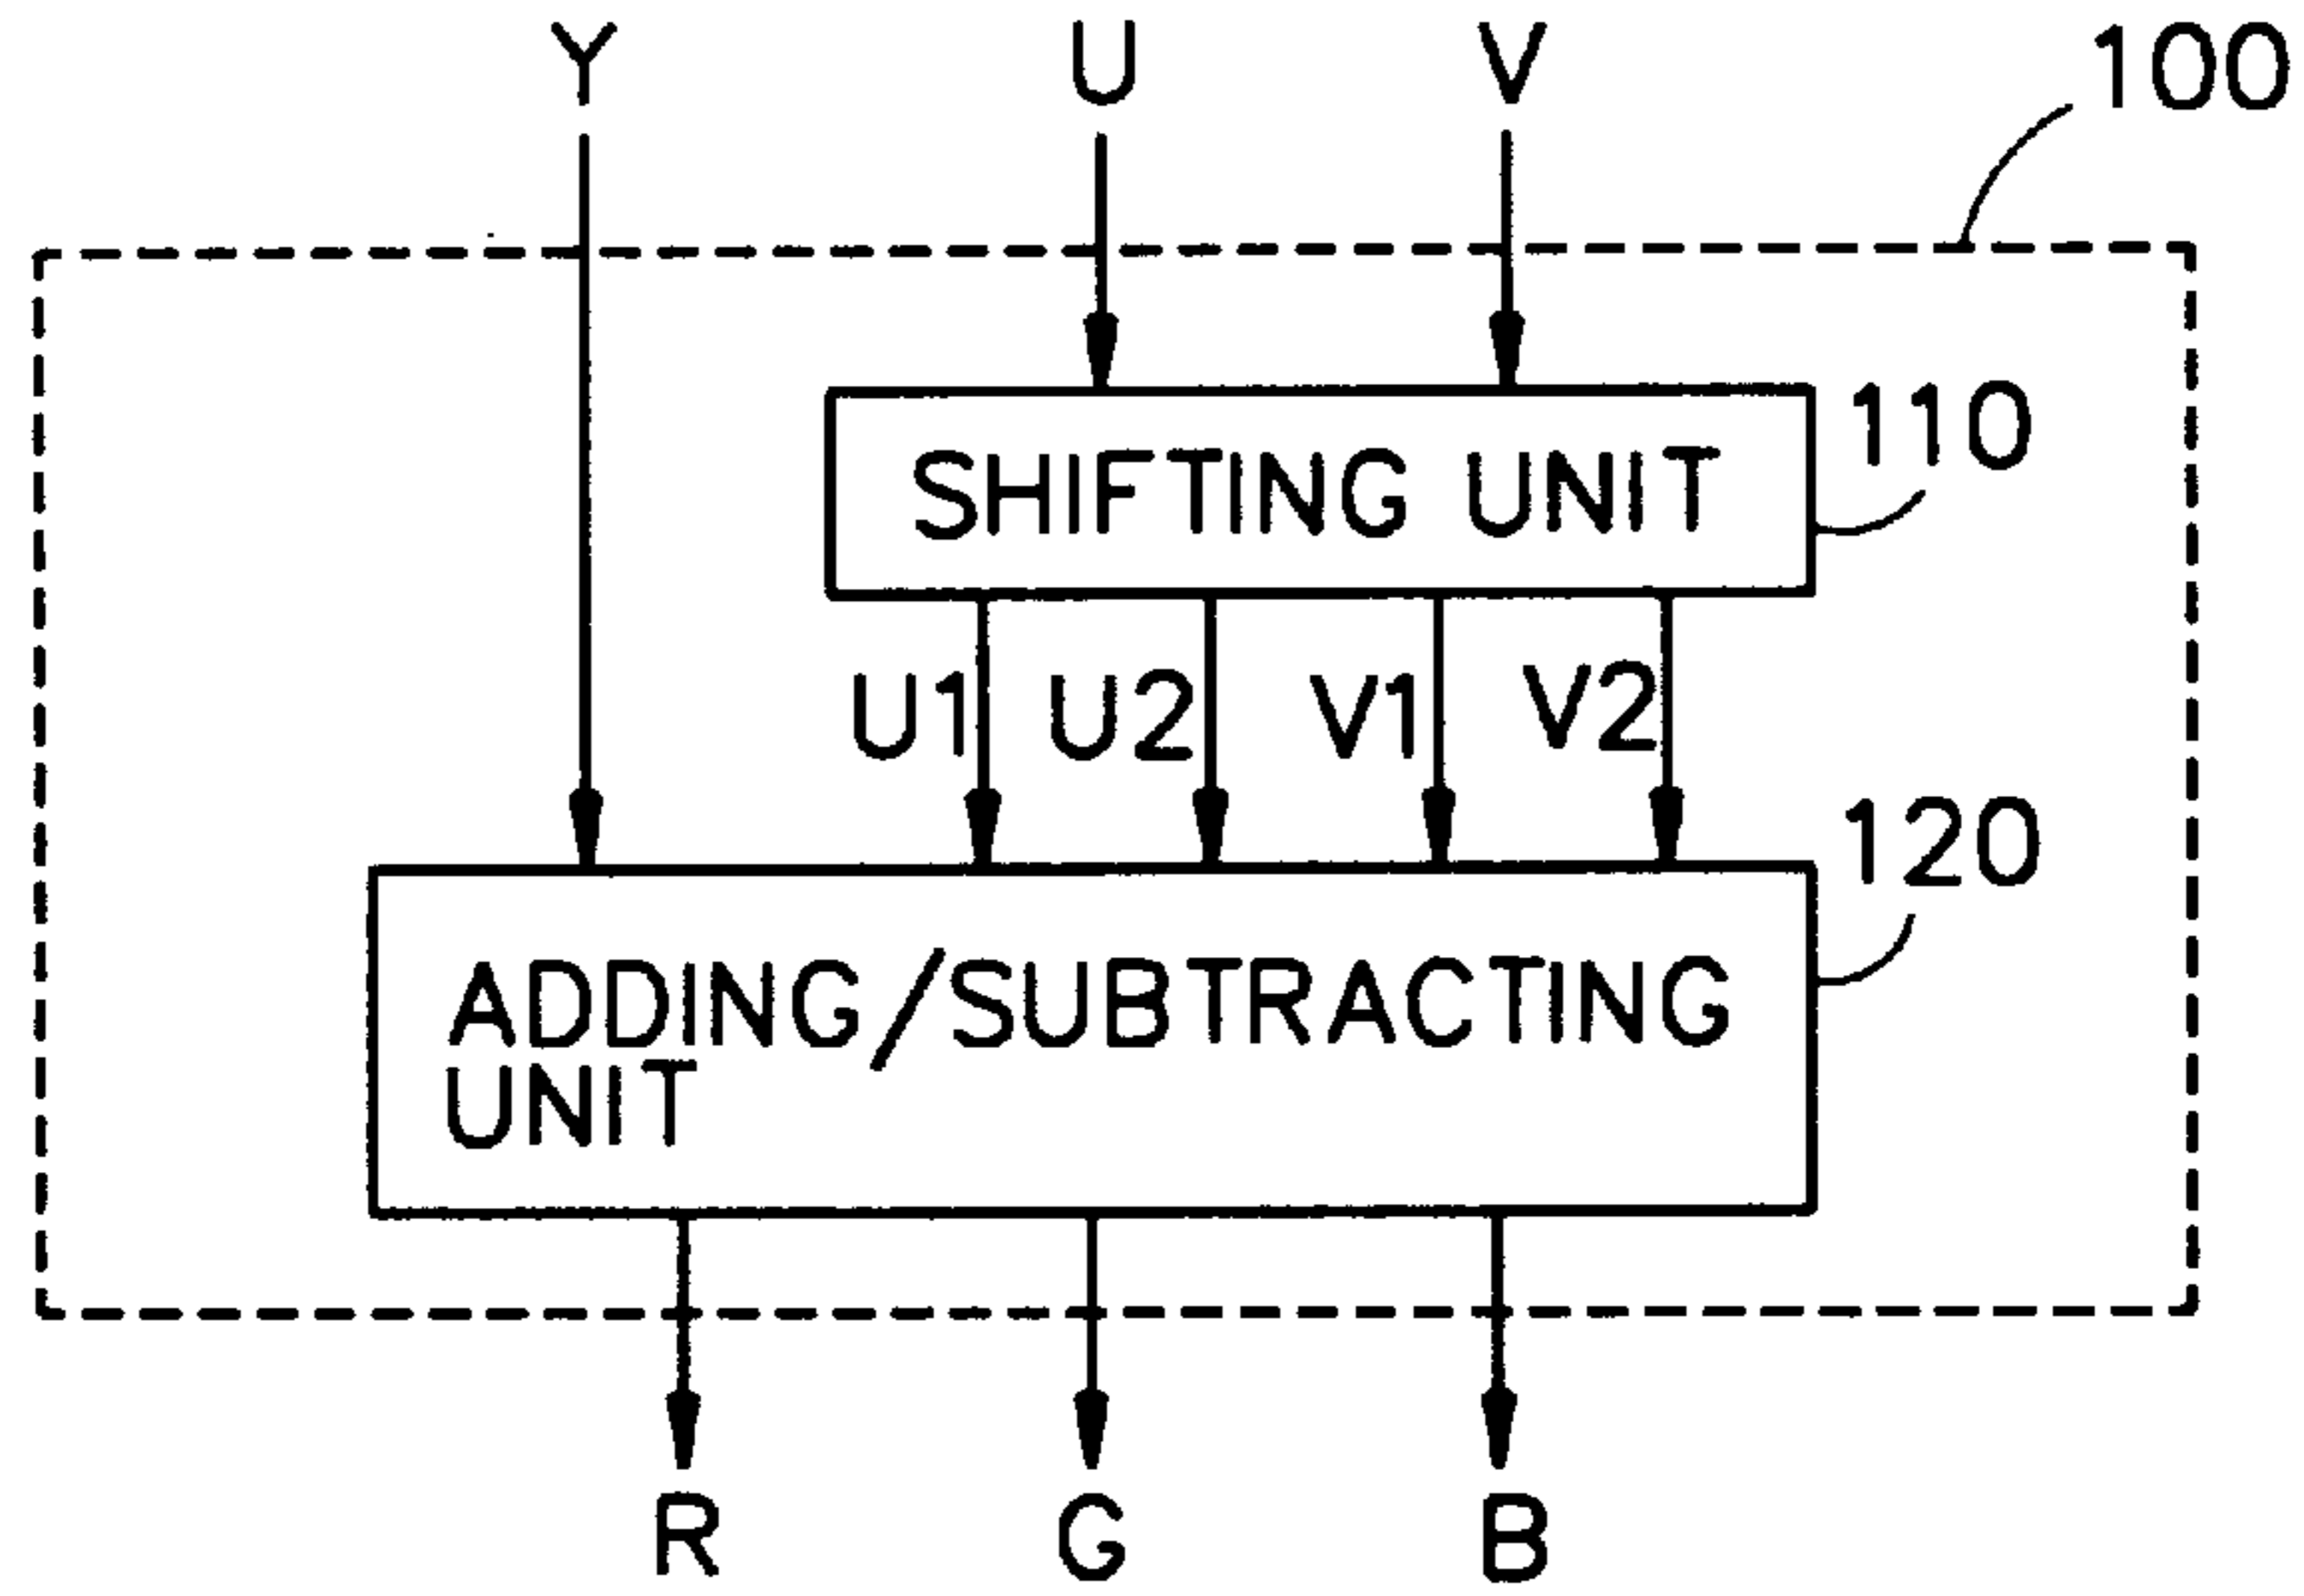 Y U V 100
SHIFTING UNIT 110
U1 U2 V1 V2
120
ADDING/SUBTRACTING
UNIT
R G B